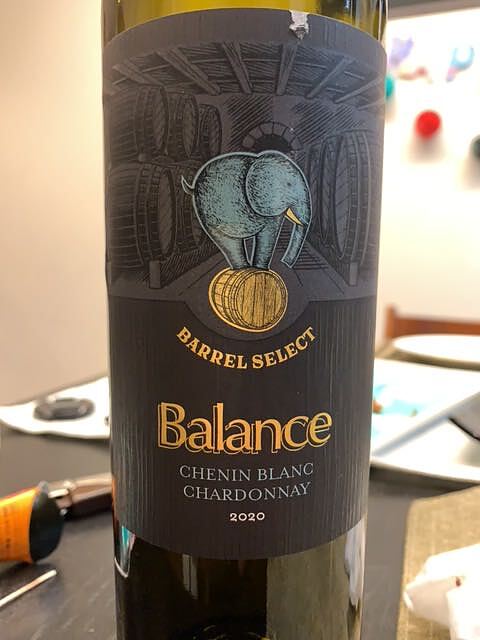 BARREL SELECT
Balance
CHENIN BLANC
CHARDONNAY
2020